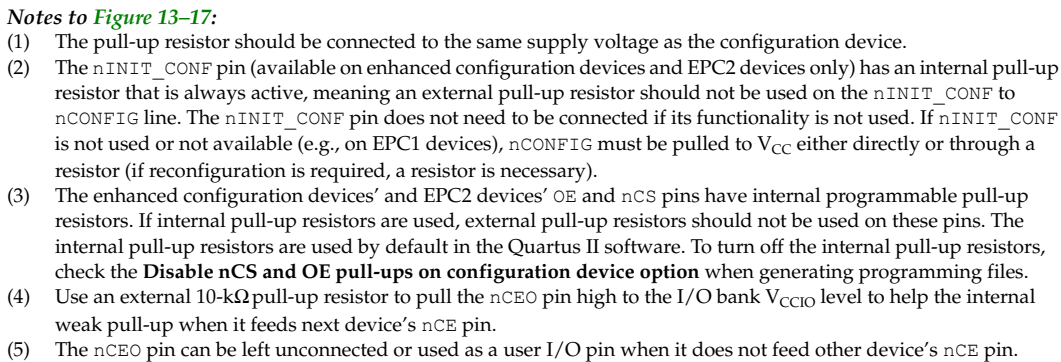 Notes to Figure 13–17:
(1) The pull-up resistor should be connected to the same supply voltage as the configuration device.
(2) The nINIT_CONF pin (available on enhanced configuration devices and EPC2 devices only) has an internal pull-up
resistor that is always active, meaning an external pull-up resistor should not be used on the nINIT_CONF to
nCONFIG line. The nINIT_CONF pin does not need to be connected if its functionality is not used. If nINIT_CONF
is not used or not available (e.g., on EPC1 devices), nCONFIG must be pulled to VCC either directly or through a
resistor (if reconfiguration is required, a resistor is necessary).
(3) The enhanced configuration devices’ and EPC2 devices’ OE and nCS pins have internal programmable pull-up
resistors. If internal pull-up resistors are used, external pull-up resistors should not be used on these pins. The
internal pull-up resistors are used by default in the Quartus II software. To turn off the internal pull-up resistors,
check the Disable nCS and OE pull-ups on configuration device option when generating programming files.
(4) Use an external 10-kΩ pull-up resistor to pull the nCEO pin high to the I/O bank VCCIO level to help the internal
weak pull-up when it feeds next device’s nCE pin.
(5) The nCEO pin can be left unconnected or used as a user I/O pin when it does not feed other device’s nCE pin.